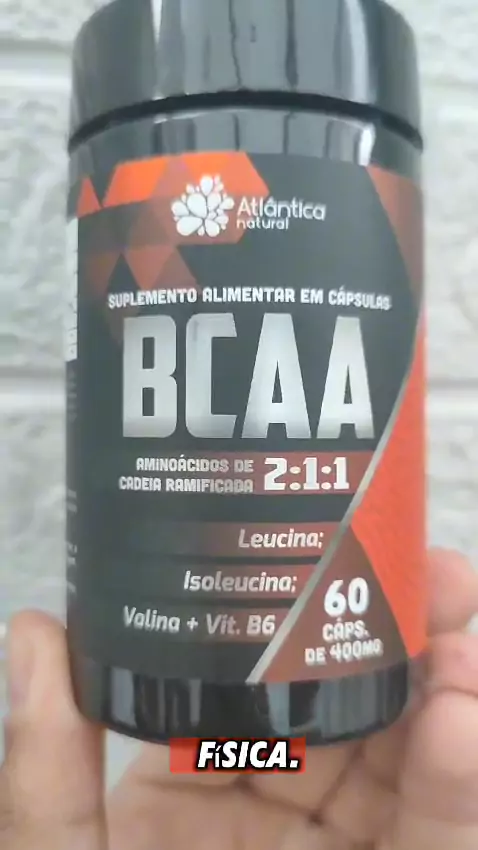 Atlântica
natural
SUPLEMENTO ALIMENTAR EM CÁPSULAS
BCAA
AMINOÁCIDOS DE
CADEIA RAMIFICADA 2:1:1
Leucina;
Isoleucina;
Valina + Vit. B6
60
CÁPS.
DE 400MG
FÍSICA.